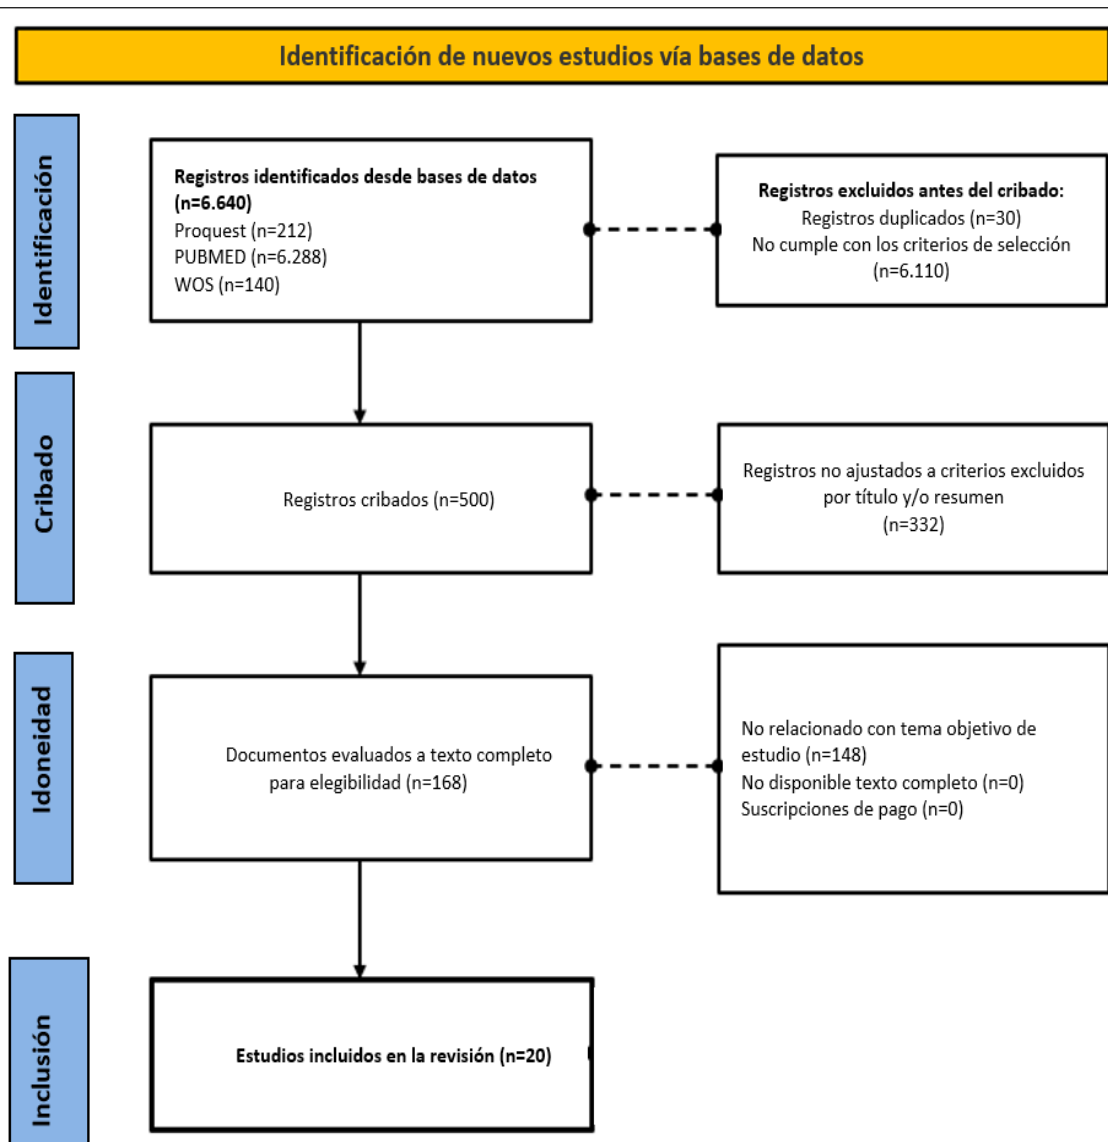 Identificación de nuevos estudios vía bases de datos
Identificación
Registros identificados desde bases de datos
(n=6.640)
Proquest (n=212)
PUBMED (n=6.288)
WOS (n=140)
Registros excluidos antes del cribado:
Registros duplicados (n=30)
No cumple con los criterios de selección
(n=6.110)
Cribado
Registros cribados (n=500)
Registros no ajustados a criterios excluidos
por título y/o resumen
(n=332)
Idoneidad
Documentos evaluados a texto completo
para elegibilidad (n=168)
No relacionado con tema objetivo de
estudio (n=148)
No disponible texto completo (n=0)
Suscripciones de pago (n=0)
Inclusión
Estudios incluidos en la revisión (n=20)